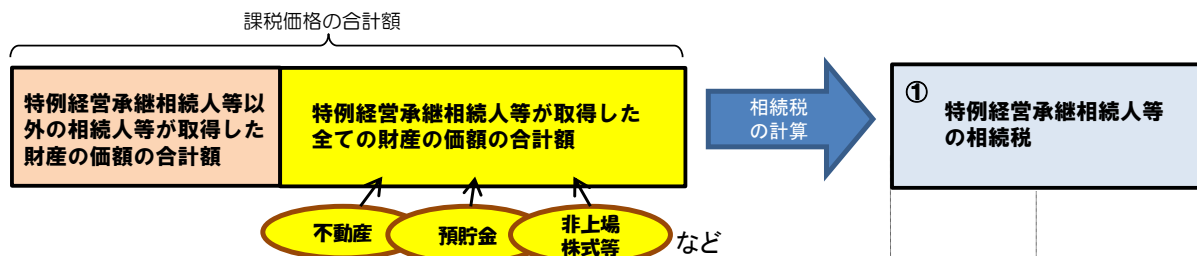 課税価格の合計額
特例経営承継相続人等以
外の相続人等が取得した
財産の価額の合計額
特例経営承継相続人等が取得した
全ての財産の価額の合計額
相続税
の計算
①
特例経営承継相続人等
の相続税
不動産
預貯金
非上場
株式等
など